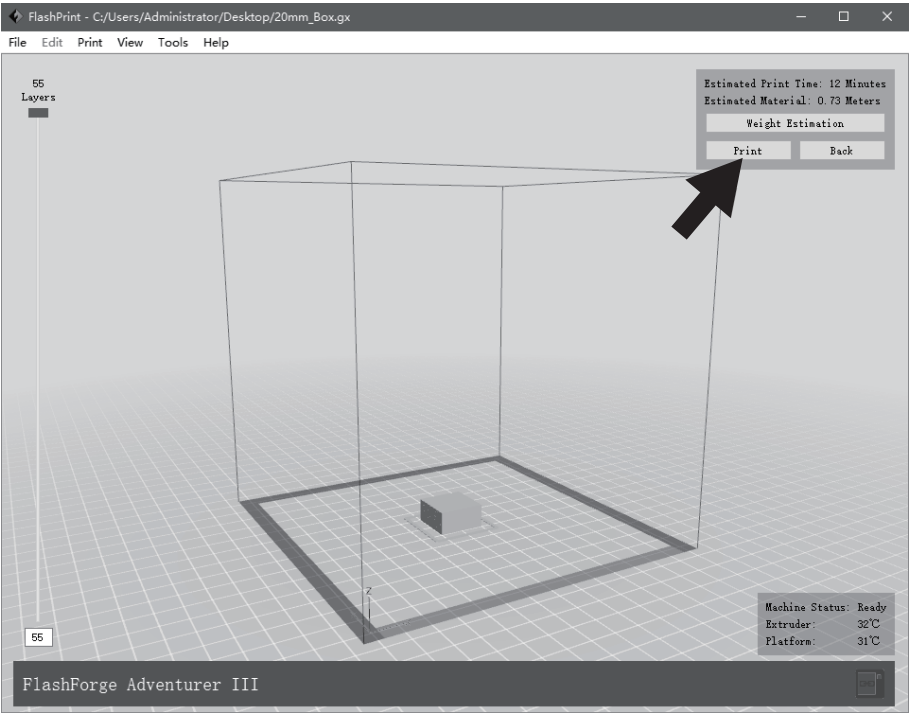 FlashPrint - C:/Users/Administrator/Desktop/20mm_Box.gx
File Edit Print View Tools Help
55
Layers
Estimated Print Time: 12 Minutes
Estimated Material: 0.73 Meters
Weight Estimation
Print Back
Z
Machine Status: Ready
Extruder: 32℃
Platform: 31℃
55
FlashForge Adventurer III